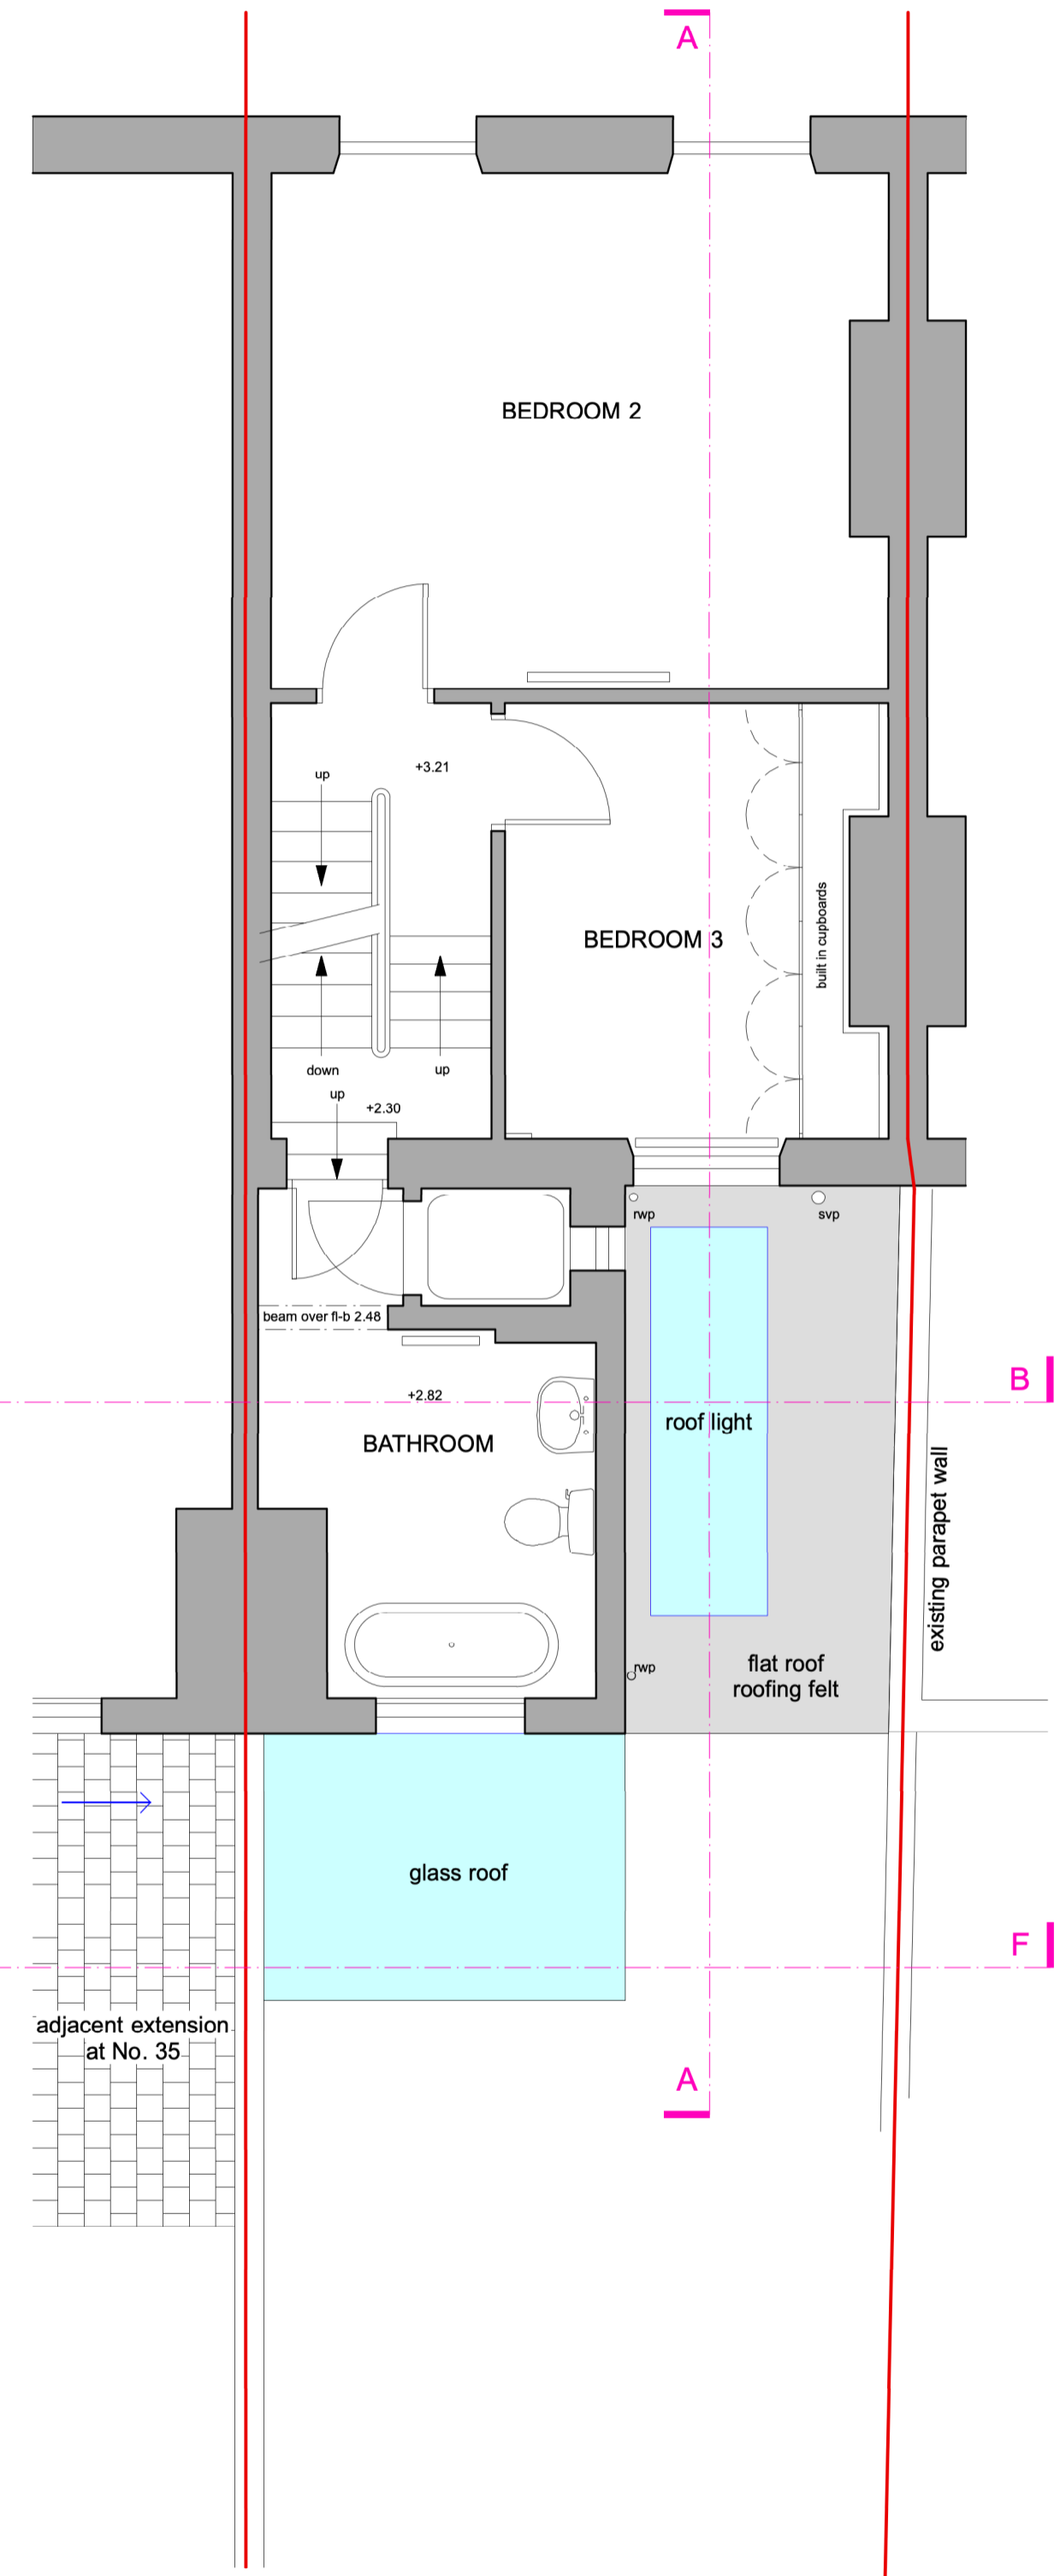 A
BEDROOM 2
+3.21
up
BEDROOM 3
built in cupboards
down
up
up
+2.30
rwp
svp
beam over fl-b 2.48
+2.82
B
roof light
BATHROOM
existing parapet wall
rwp
flat roof
roofing felt
glass roof
F
adjacent extension
at No. 35
A